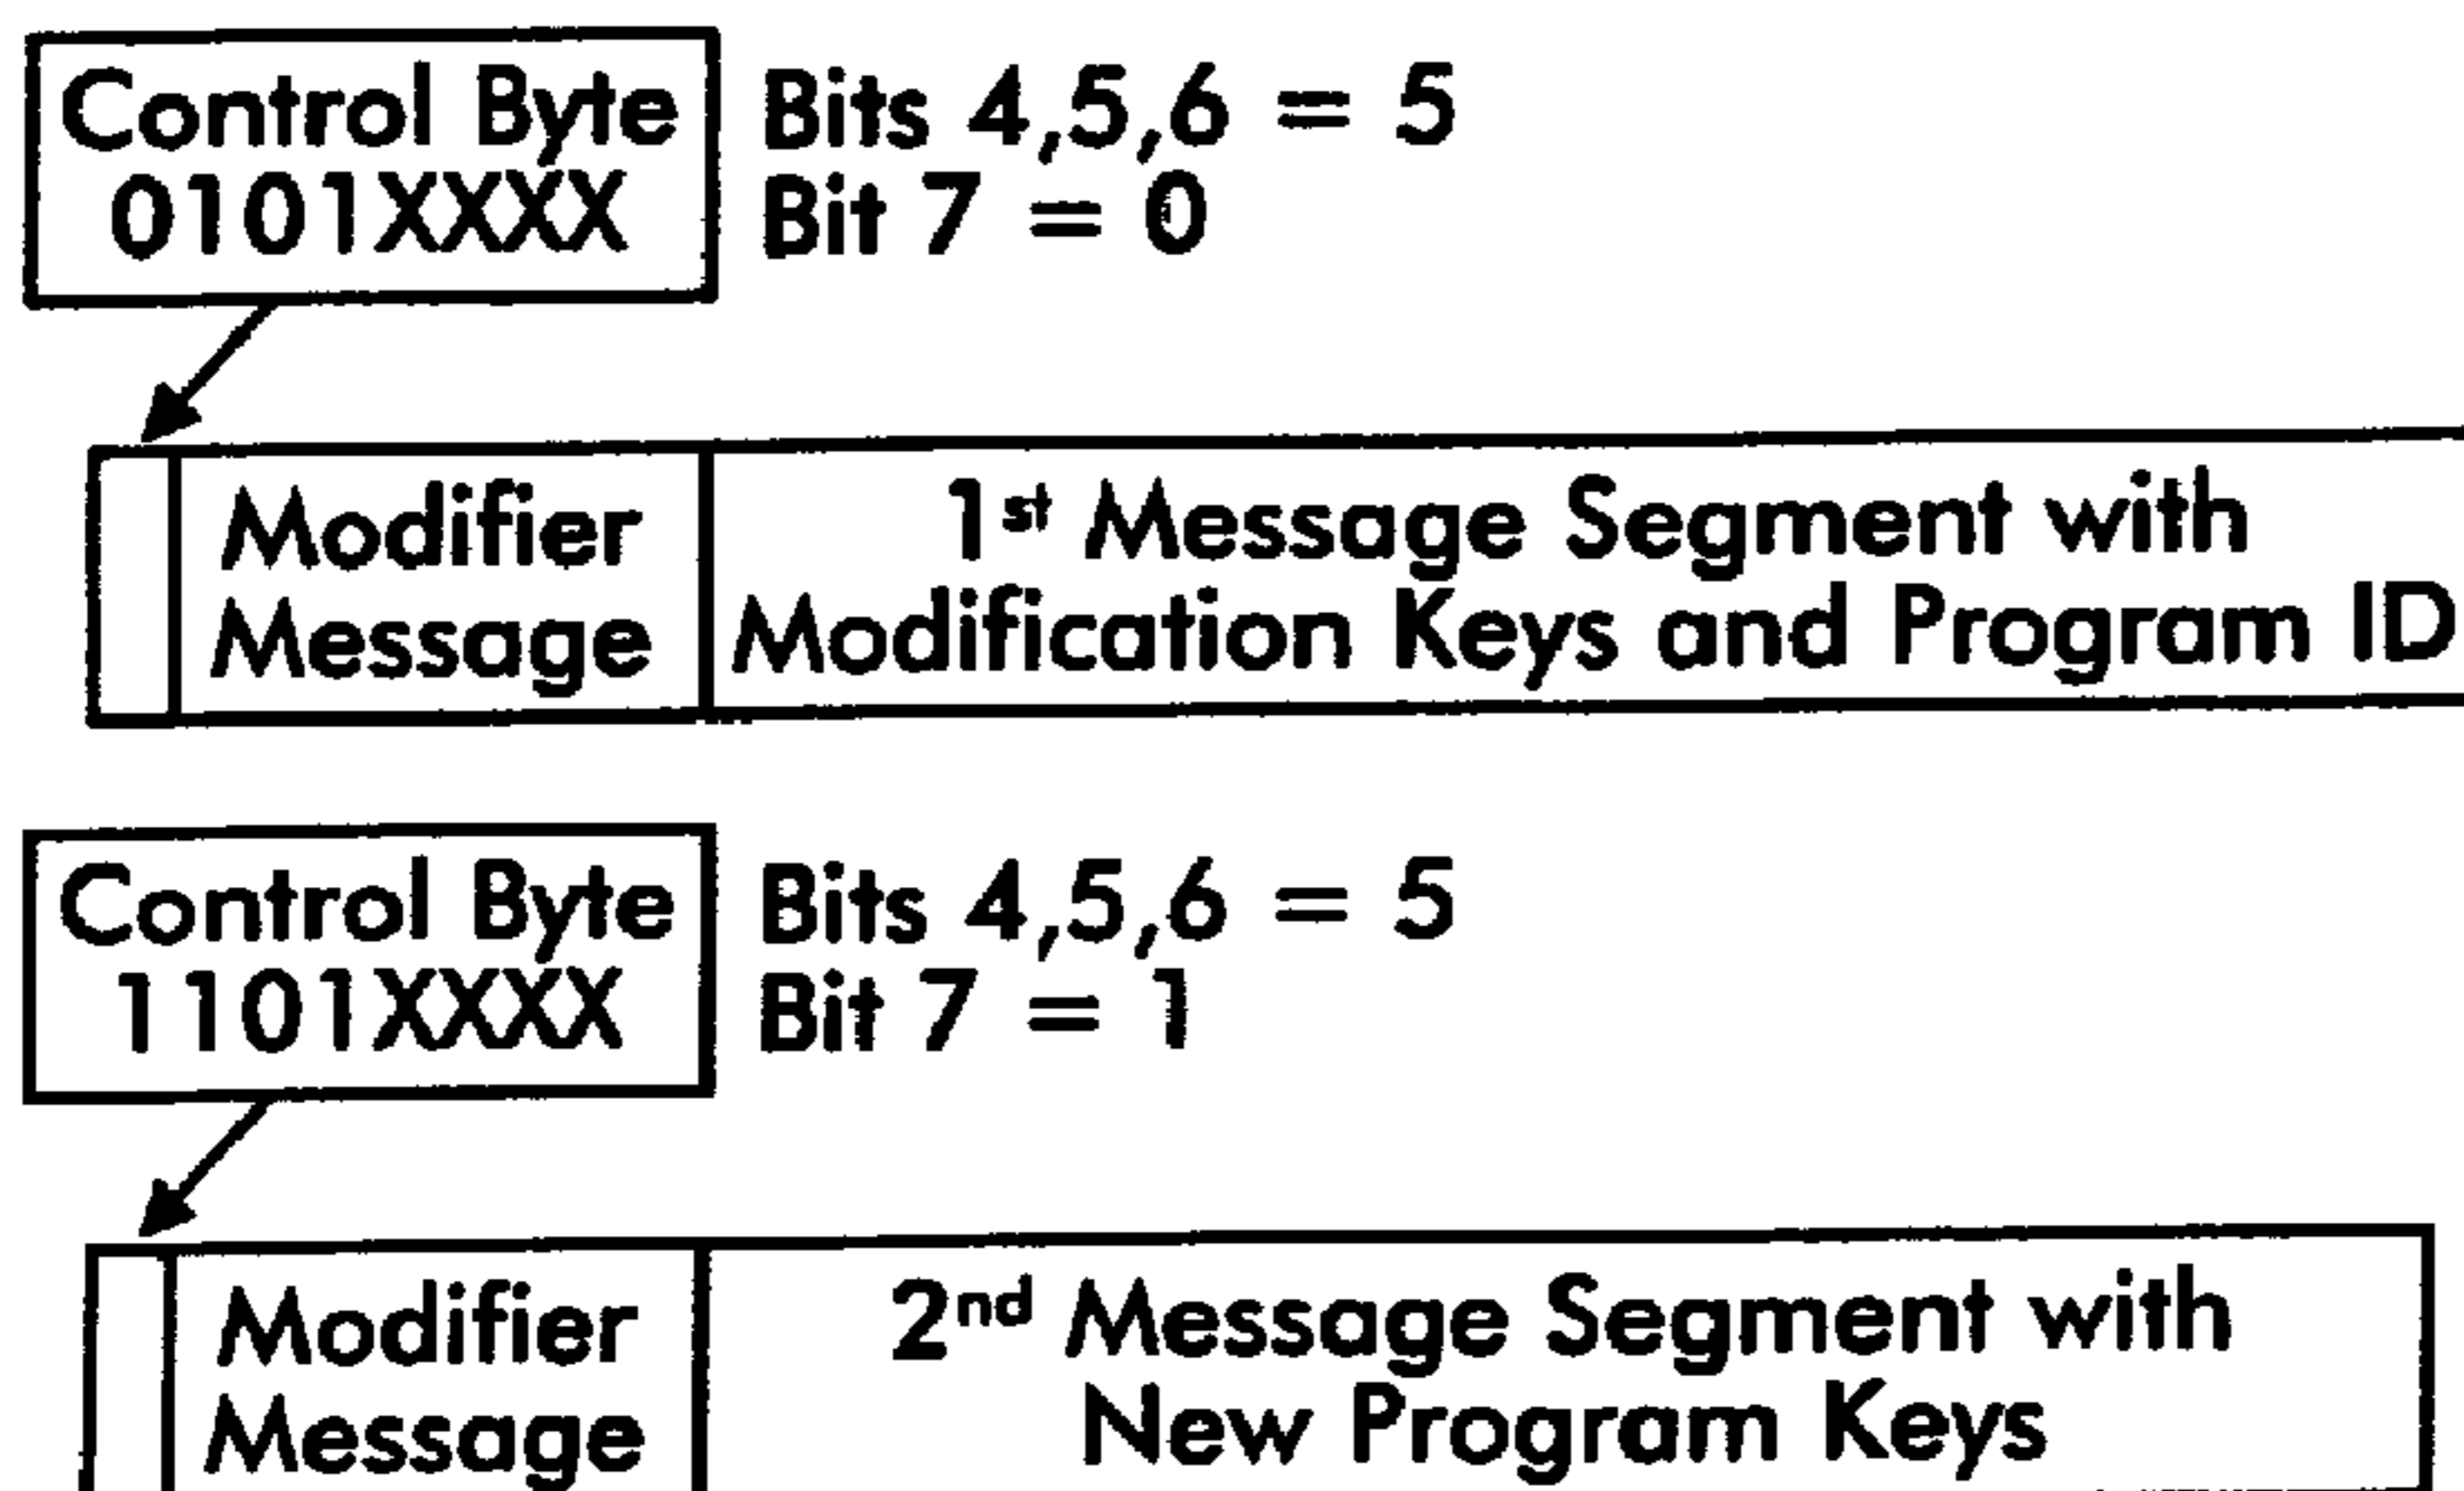 Control Byte
0101XXXX
Bits 4,5,6 = 5
Bit 7 = 0
Modifier
Message
1st Message Segment with
Modification Keys and Program ID
Control Byte
1101XXXX
Bits 4,5,6 = 5
Bit 7 = 1
Modifier
Message
2nd Message Segment with
New Program Keys